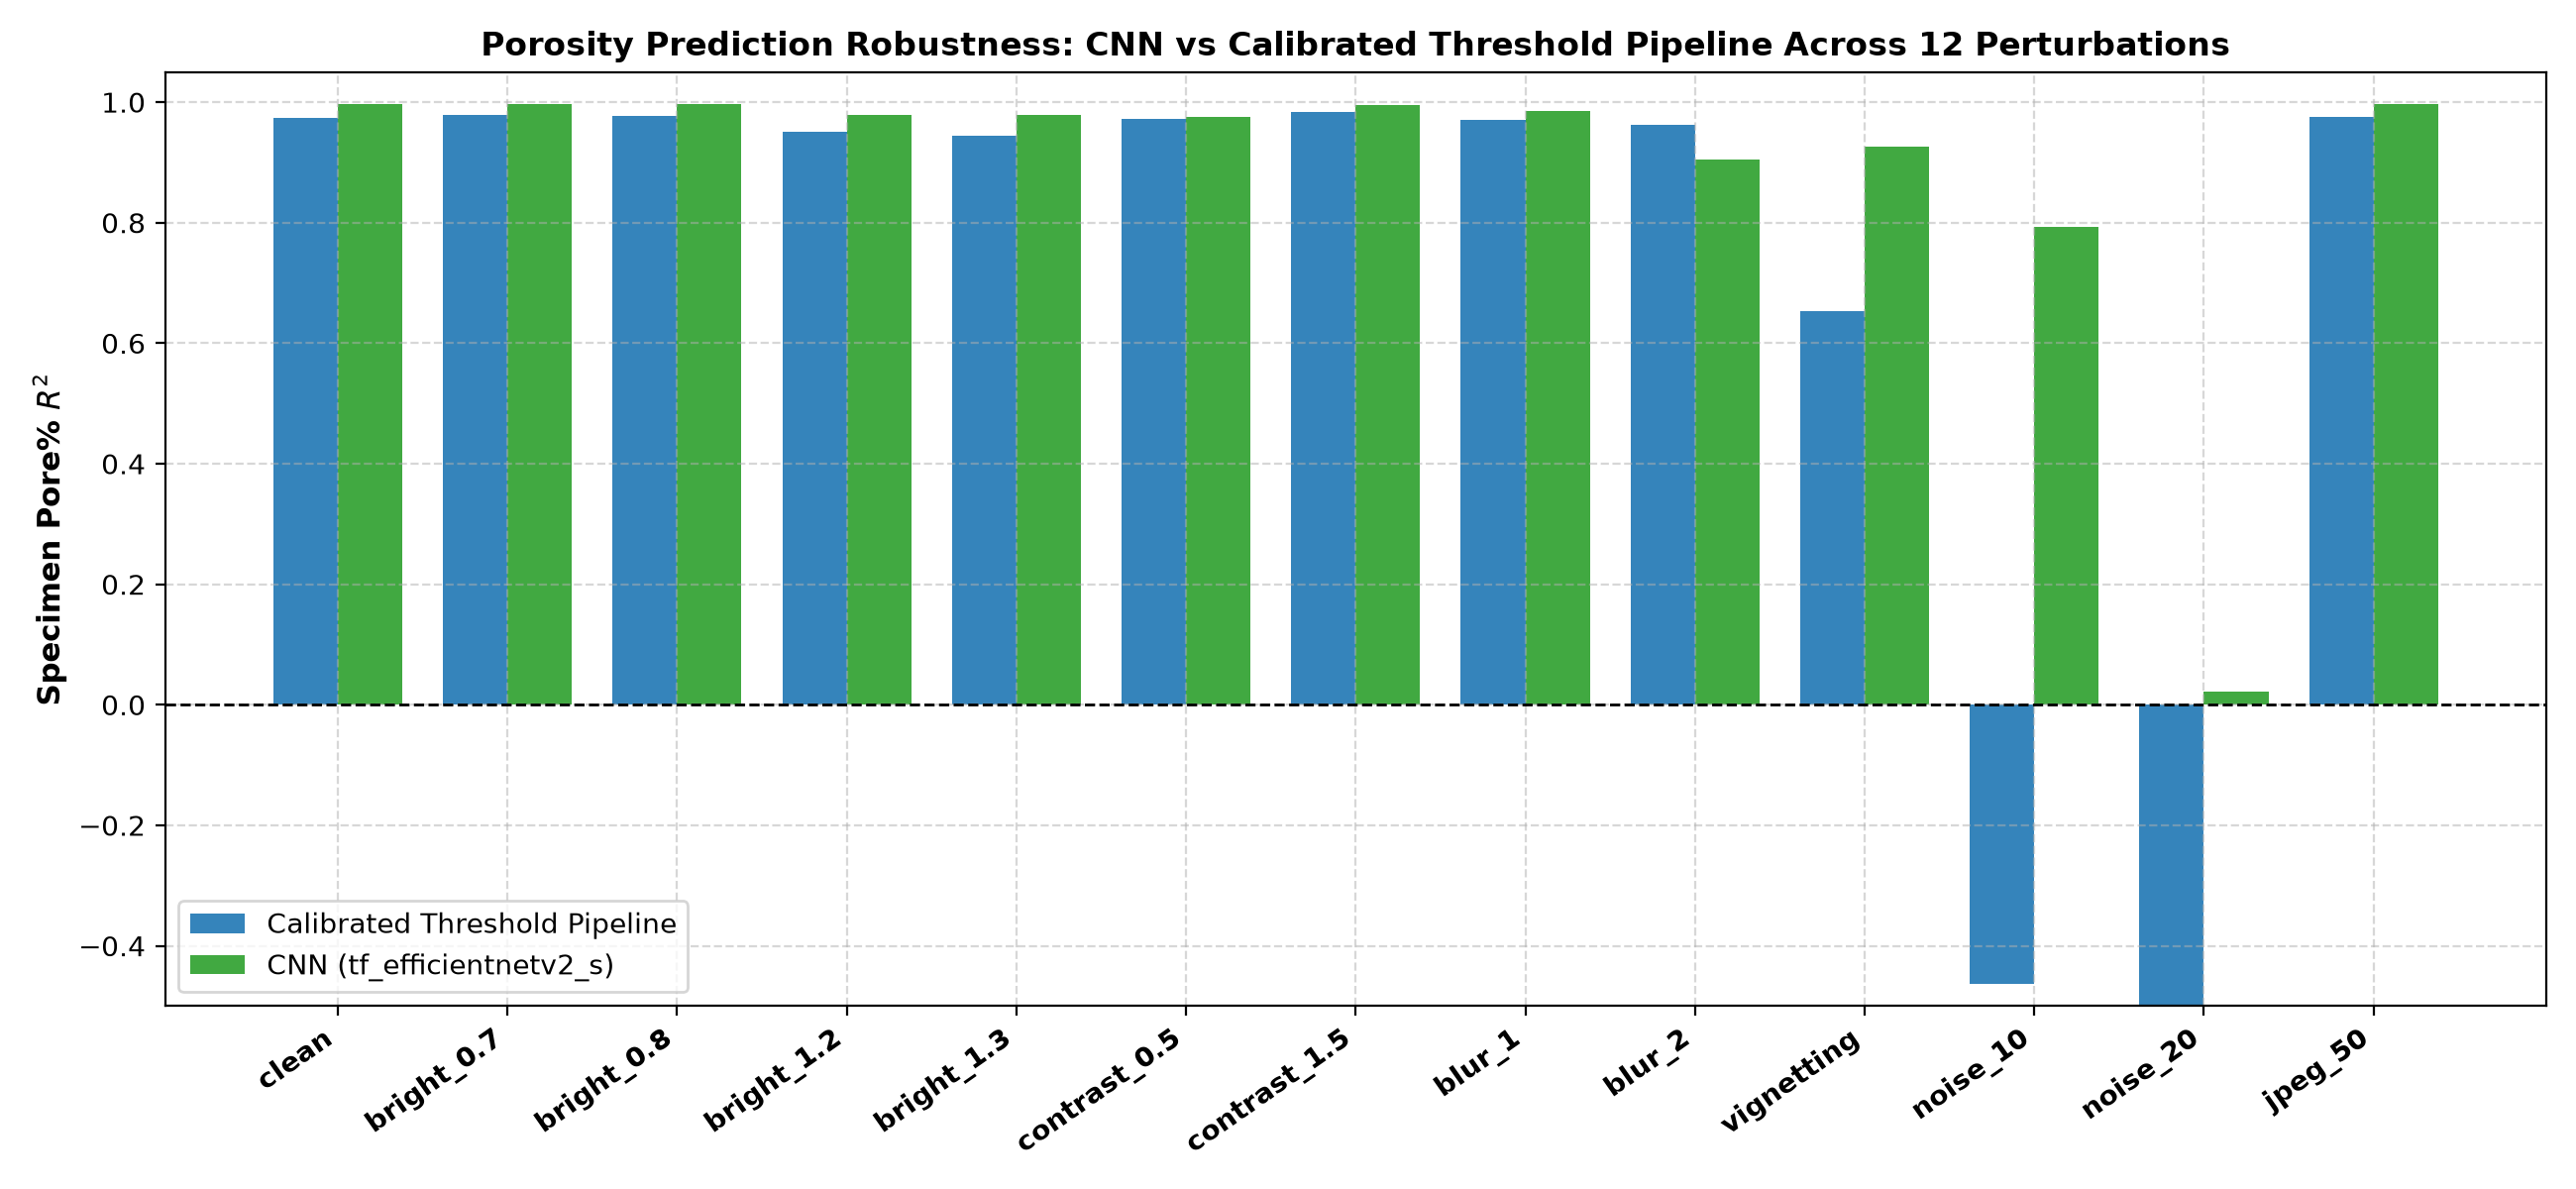 Porosity Prediction Robustness: CNN vs Calibrated Threshold Pipeline Across 12 Perturbations
Specimen Pore% R²
1.0
0.8
0.6
0.4
0.2
0.0
−0.2
−0.4
Calibrated Threshold Pipeline
CNN (tf_efficientnetv2_s)
clean
bright_0.7
bright_0.8
bright_1.2
bright_1.3
contrast_0.5
contrast_1.5
blur_1
blur_2
vignetting
noise_10
noise_20
jpeg_50